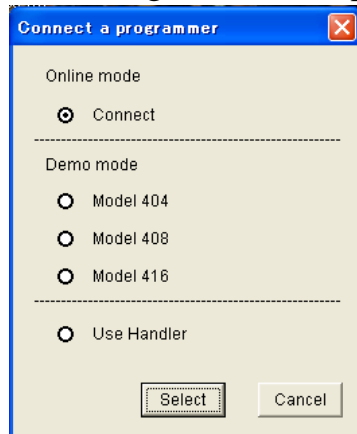 Connect a programmer
Online mode
Connect
Demo mode
Model 404
Model 408
Model 416
Use Handler
Select Cancel